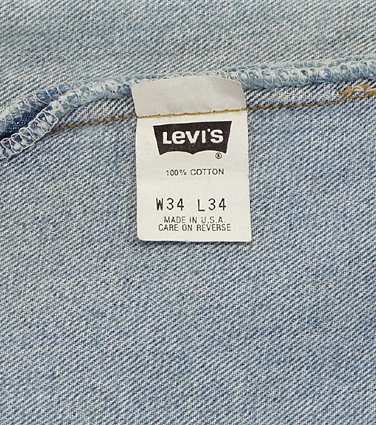 LEVI'S
®
100% COTTON
W34 L34
MADE IN U.S.A.
CARE ON REVERSE